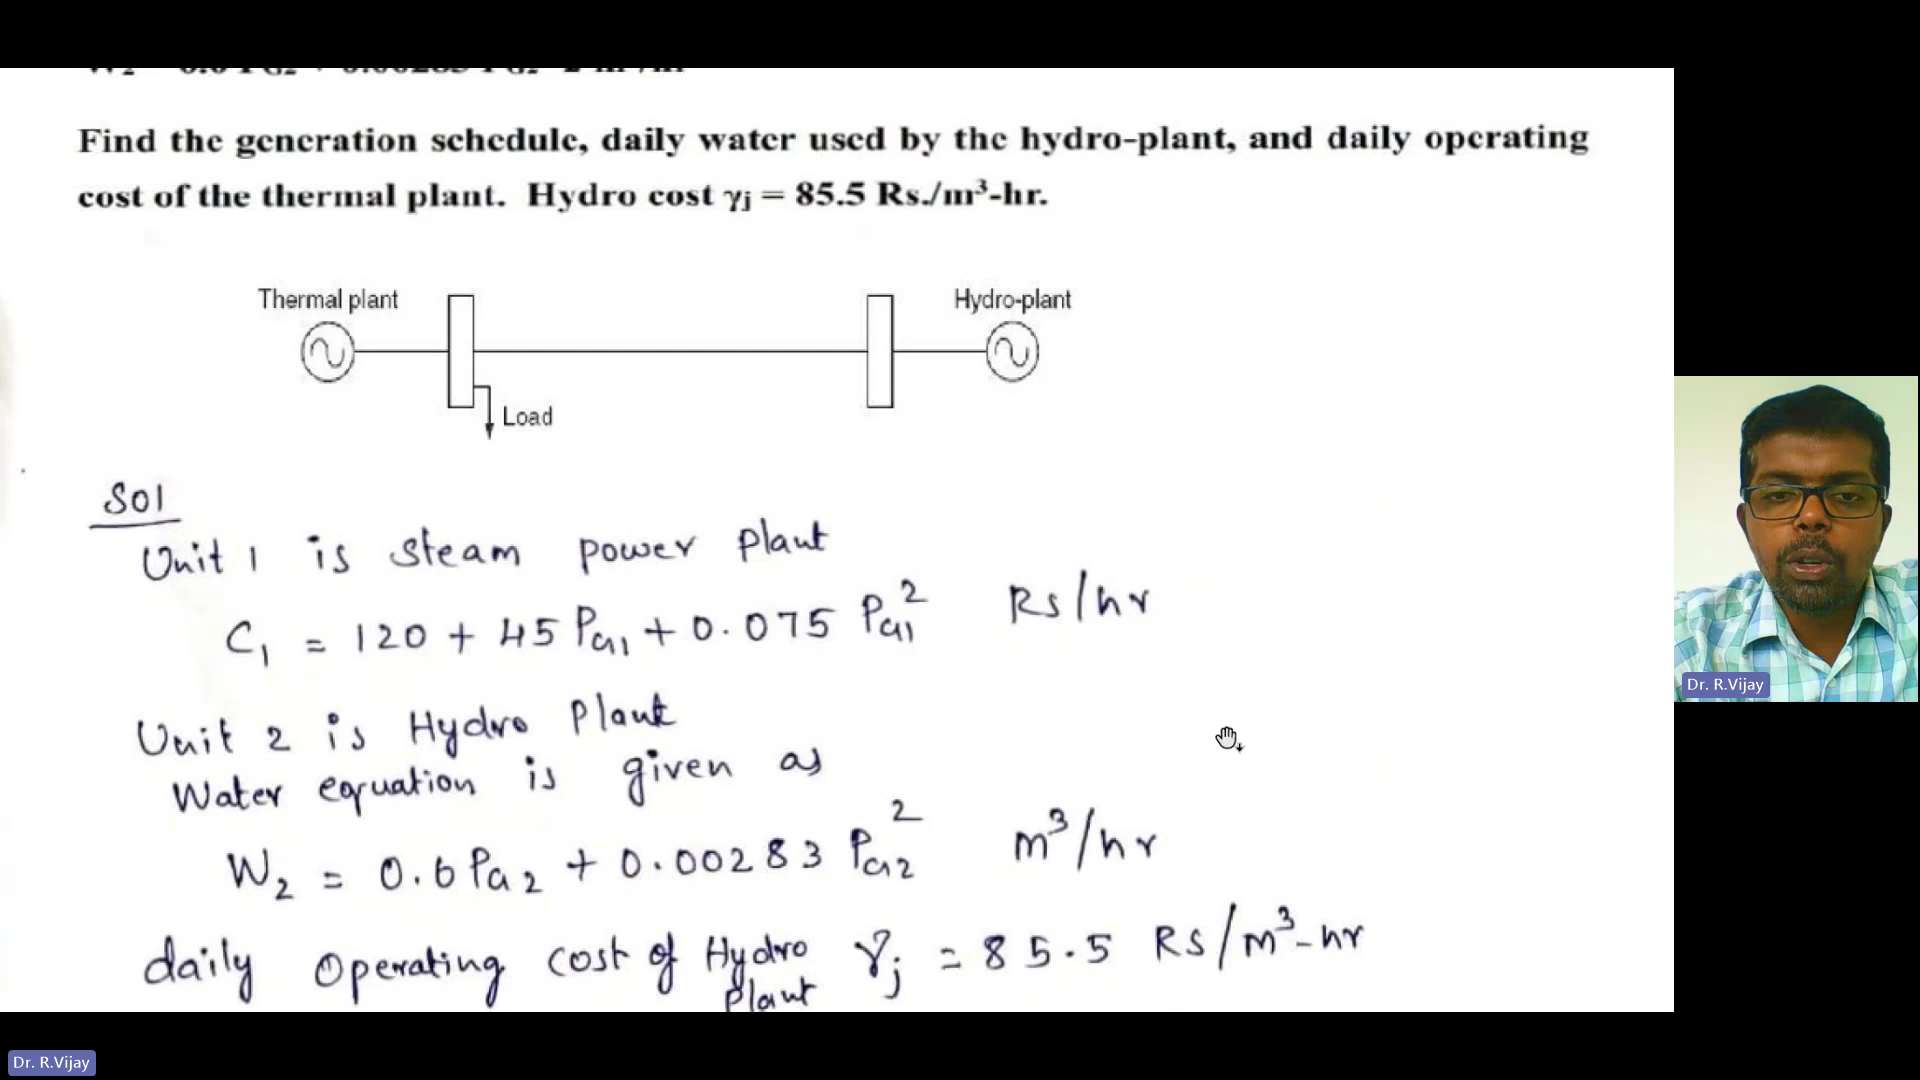 Find the generation schedule, daily water used by the hydro-plant, and daily operating
cost of the thermal plant. Hydro cost γj = 85.5 Rs./m³-hr.
Thermal plant
Hydro-plant
Load
Sol
Unit 1 is steam power plant
C₁ = 120 + 45 PG1 + 0.075 PG1² Rs/hr
Unit 2 is Hydro Plant
Water equation is given as
W₂ = 0.6 PG2 + 0.00283 PG2² m³/hr
daily operating cost of Hydro plant γj = 85.5 Rs/m³-hr
Dr. R.Vijay
Dr. R.Vijay